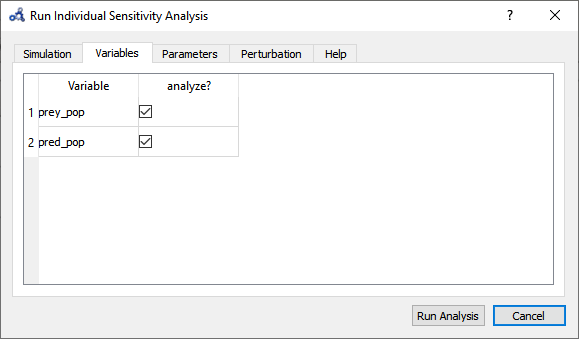 Run Individual Sensitivity Analysis ?
Simulation Variables Parameters Perturbation Help
Variable analyze?
1 prey_pop
2 pred_pop
Run Analysis Cancel